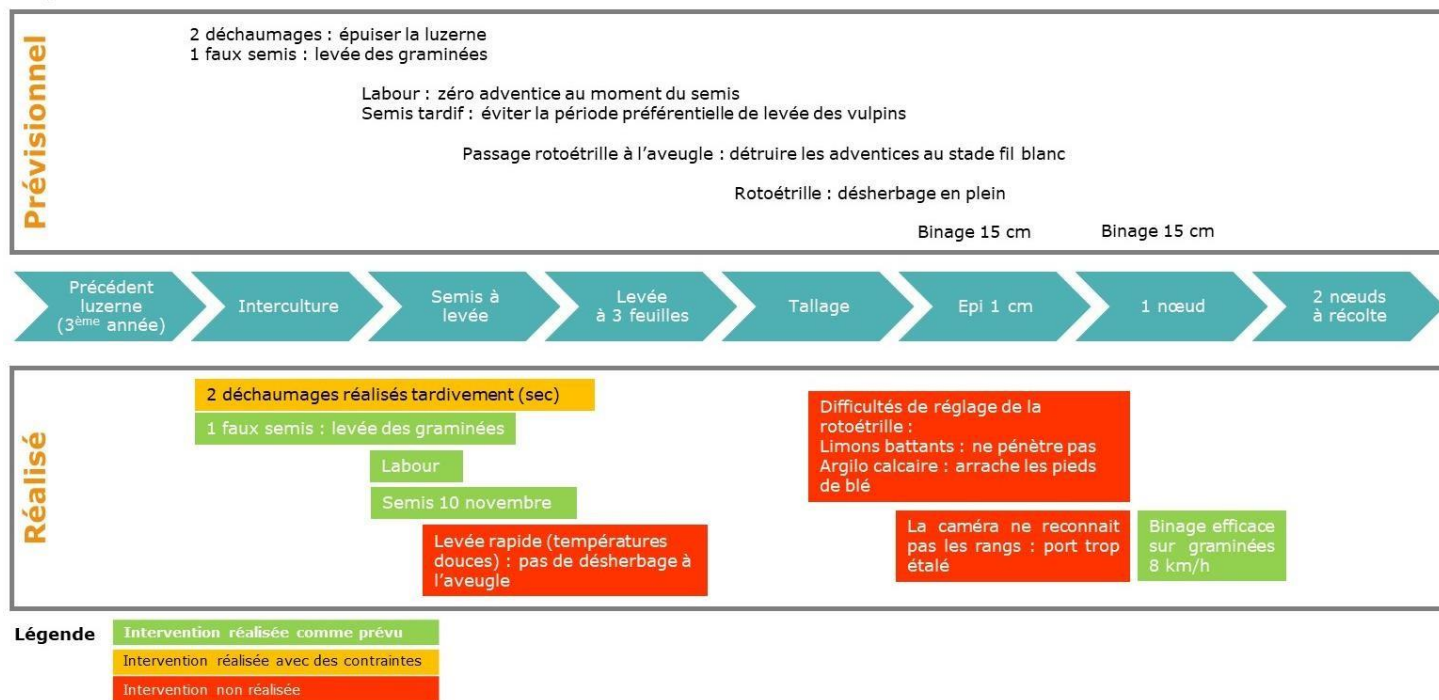 Prévisionnel
2 déchaumages : épuiser la luzerne
1 faux semis : levée des graminées
Labour : zéro adventice au moment du semis
Semis tardif : éviter la période préférentielle de levée des vulpins
Passage rotoétrille à l'aveugle : détruire les adventices au stade fil blanc
Rotoétrille : désherbage en plein
Binage 15 cm
Binage 15 cm
Précédent
luzerne
(3ème année)
Interculture
Semis à
levée
Levée
à 3 feuilles
Tallage
Epi 1 cm
1 nœud
2 nœuds
à récolte
Réalisé
2 déchaumages réalisés tardivement (sec)
1 faux semis : levée des graminées
Labour
Semis 10 novembre
Levée rapide (températures
douces) : pas de désherbage à
l'aveugle
Difficultés de réglage de la
rotoétrille :
Limons battants : ne pénètre pas
Argilo calcaire : arrache les pieds
de blé
La caméra ne reconnait
pas les rangs : port trop
étalé
Binage efficace
sur graminées
8 km/h
Légende
Intervention réalisée comme prévu
Intervention réalisée avec des contraintes
Intervention non réalisée